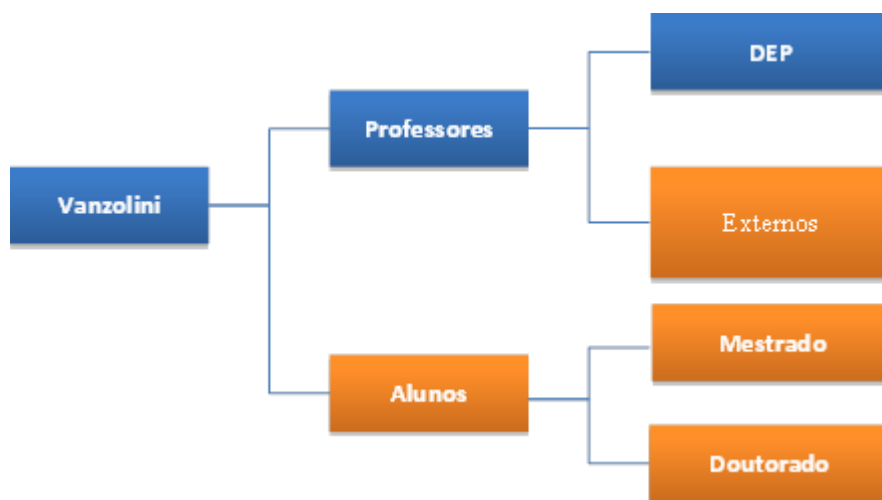 Vanzolini
Professores
DEP
Externos
Alunos
Mestrado
Doutorado